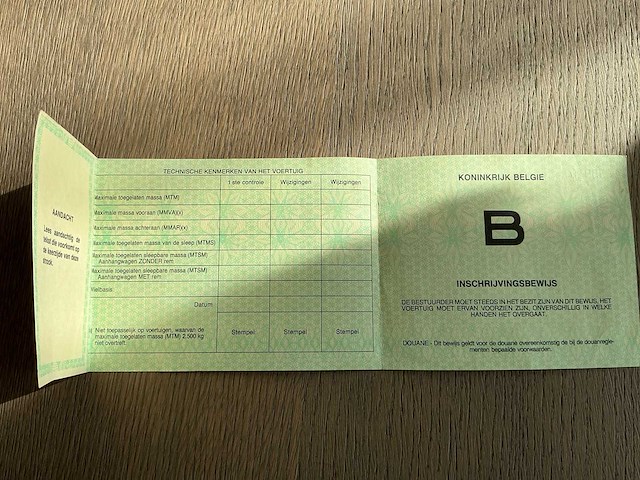 AANDACHT
Lees aandachtig de
tekst die voorkomt op
de keerzijde van deze
strook.
TECHNISCHE KENMERKEN VAN HET VOERTUIG
1 ste controle Wijzigingen Wijzigingen
Maximale toegelaten massa (MTM)
Maximale massa vooraan (MMVA)(x)
Maximale massa achteraan (MMAR)(x)
Maximale toegelaten massa van de sleep (MTMS)
Maximale toegelaten sleepbare massa (MTSM)
Aanhangwagen ZONDER rem
Maximale toegelaten sleepbare massa (MTSM)
Aanhangwagen MET rem
Wielbasis
Datum
Niet toepasselijk op voertuigen, waarvan de
maximale toegelaten massa (MTM) 2.500 kg
niet overtreft.
Stempel Stempel Stempel
KONINKRIJK BELGIE
B
INSCHRIJVINGSBEWIJS
DE BESTUURDER MOET STEEDS IN HET BEZIT ZIJN VAN DIT BEWIJS, HET
VOERTUIG MOET ERVAN VOORZIEN ZIJN, ONVERSCHILLIG IN WELKE
HANDEN HET OVERGAAT.
DOUANE - Dit bewijs geldt voor de douane overeenkomstig de bij de douanregle-
menten bepaalde voorwaarden.